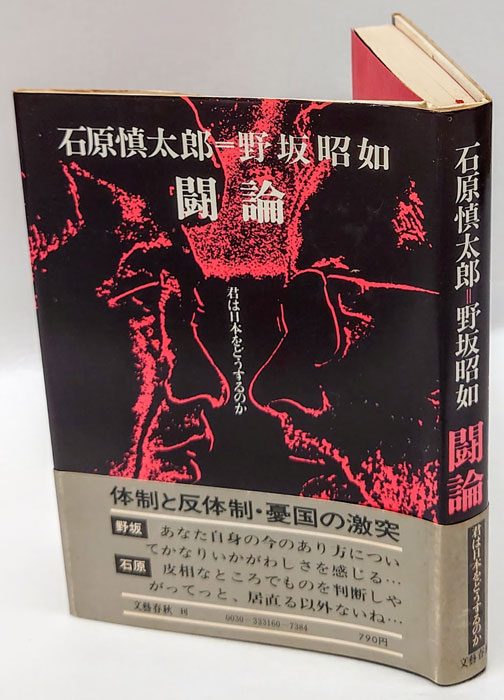 石原慎太郎＝野坂昭如
闘論
君は日本をどうするのか
体制と反体制・憂国の激突
野坂 あなた自身の今のあり方につい
てかなりいかがわしさを感じる…
石原 皮相なところでものを判断しや
がってっと、居直る以外ないね…
文藝春秋 刊
0030-333160-7384
790円
石原慎太郎＝野坂昭如
闘論
君は日本をどうするのか
文藝春